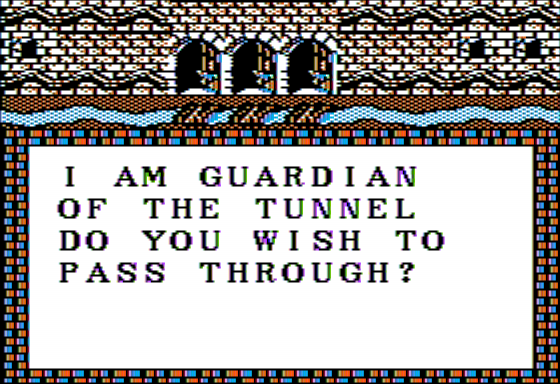 I AM GUARDIAN
OF THE TUNNEL
DO YOU WISH TO
PASS THROUGH?